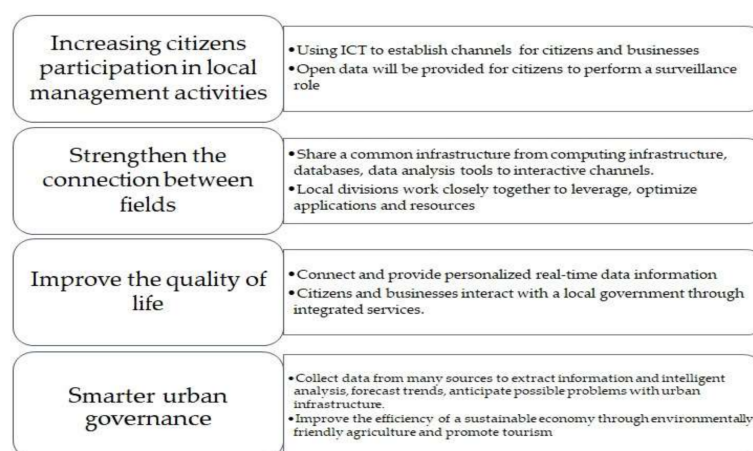 Increasing citizens
participation in local
management activities
•Using ICT to establish channels for citizens and businesses
•Open data will be provided for citizens to perform a surveillance
role
Strengthen the
connection between
fields
•Share a common infrastructure from computing infrastructure,
databases, data analysis tools to interactive channels.
•Local divisions work closely together to leverage, optimize
applications and resources
Improve the quality of
life
•Connect and provide personalized real-time data information
•Citizens and businesses interact with a local government through
integrated services.
Smarter urban
governance
•Collect data from many sources to extract information and intelligent
analysis, forecast trends, anticipate possible problems with urban
infrastructure.
•Improve the efficiency of a sustainable economy through environmentally
friendly agriculture and promote tourism